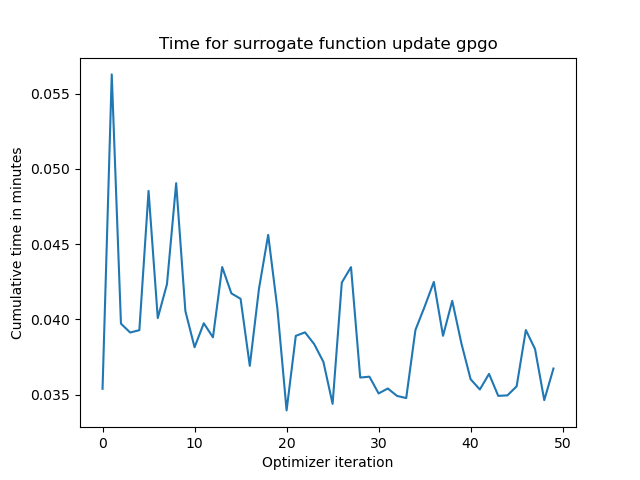 Time for surrogate function update gpgo
Cumulative time in minutes
0.055
0.050
0.045
0.040
0.035
0 10 20 30 40 50
Optimizer iteration